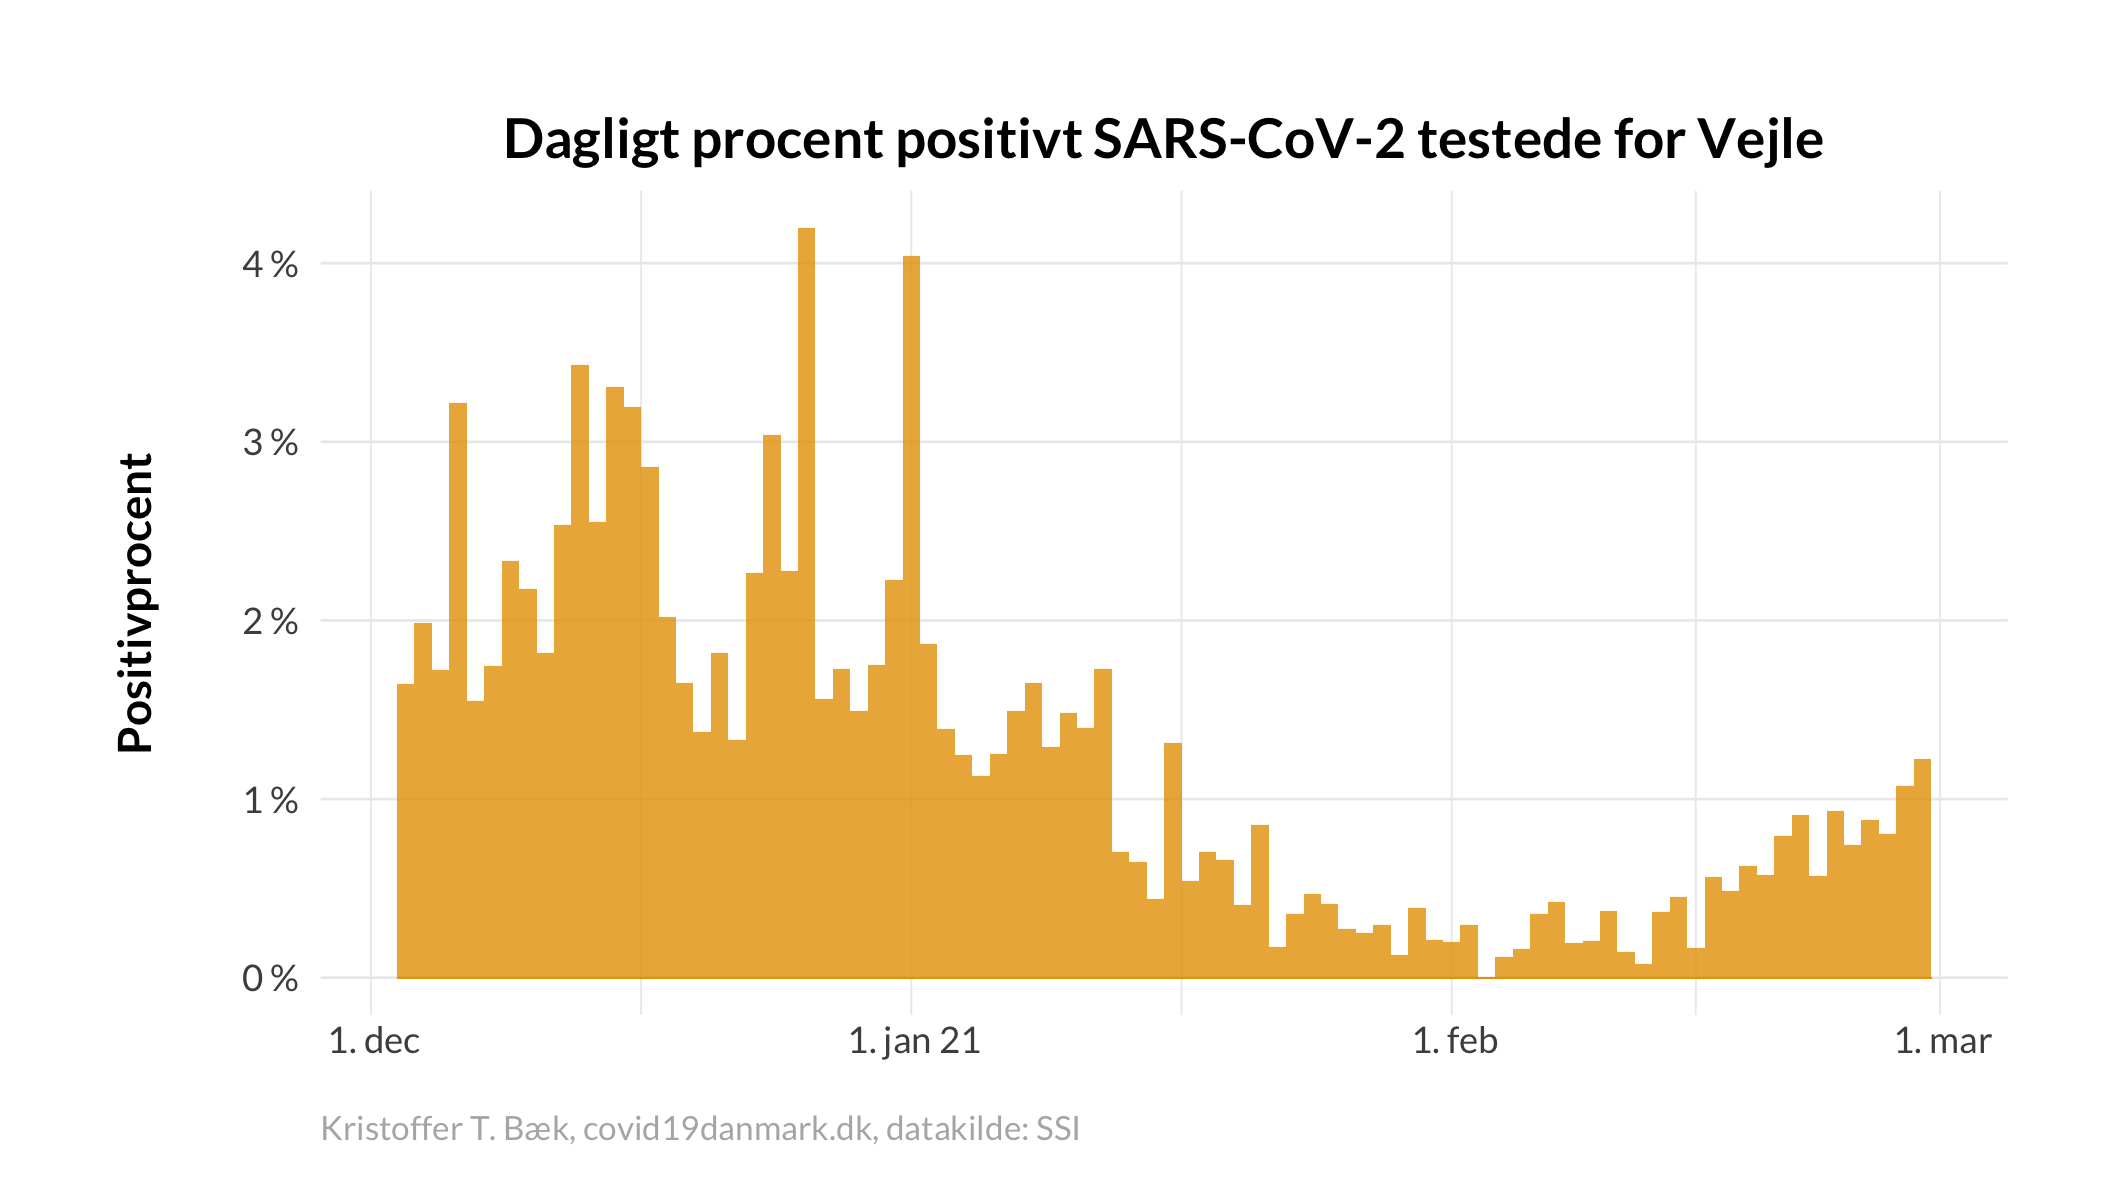 Dagligt procent positivt SARS-CoV-2 testede for Vejle
Positivprocent
4 %
3 %
2 %
1 %
0 %
1. dec
1. jan 21
1. feb
1. mar
Kristoffer T. Bæk, covid19danmark.dk, datakilde: SSI